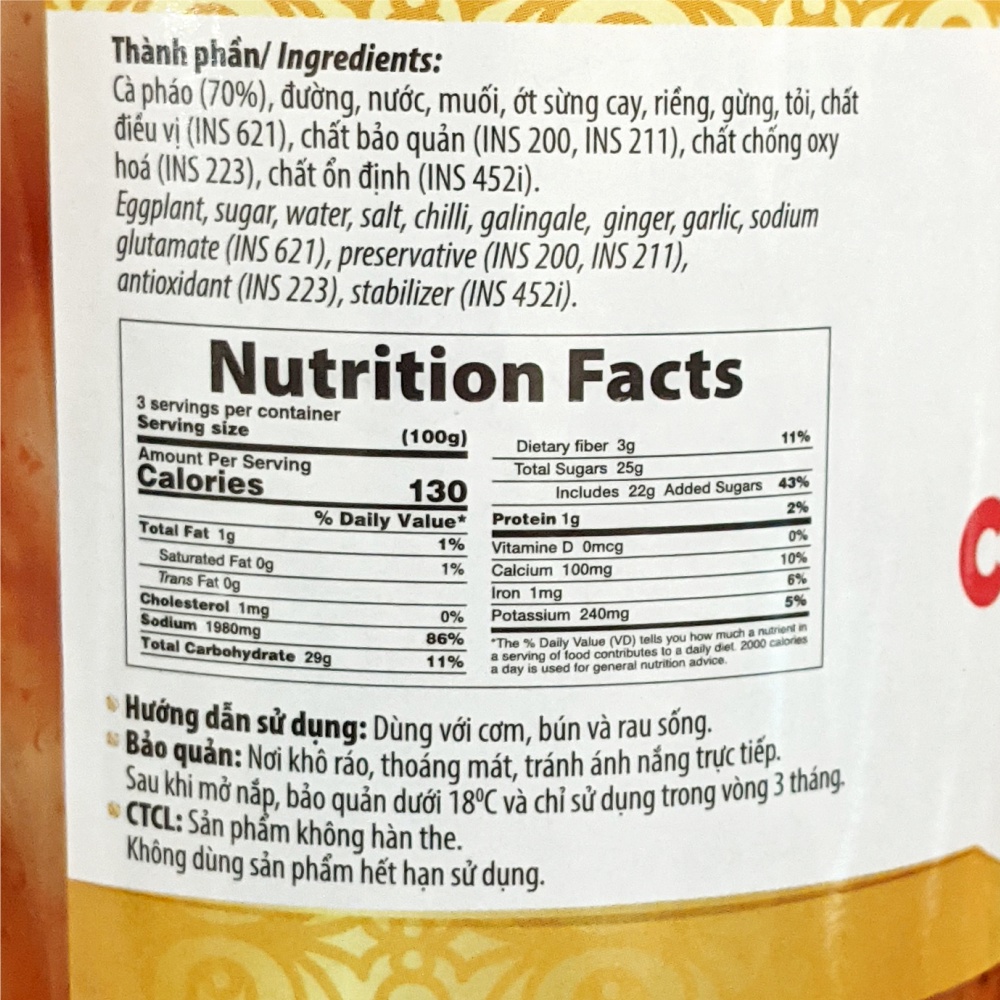 Thành phần/ Ingredients:
Cà pháo (70%), đường, nước, muối, ớt sừng cay, riềng, gừng, tỏi, chất
điều vị (INS 621), chất bảo quản (INS 200, INS 211), chất chống oxy
hoá (INS 223), chất ổn định (INS 452i).
Eggplant, sugar, water, salt, chilli, galingale, ginger, garlic, sodium
glutamate (INS 621), preservative (INS 200, INS 211),
antioxidant (INS 223), stabilizer (INS 452i).
Nutrition Facts
3 servings per container
Serving size (100g)
Amount Per Serving
Calories 130
% Daily Value*
Total Fat 1g 1%
Saturated Fat 0g 1%
Trans Fat 0g
Cholesterol 1mg 0%
Sodium 1980mg 86%
Total Carbohydrate 29g 11%
Dietary fiber 3g 11%
Total Sugars 25g
Includes 22g Added Sugars 43%
Protein 1g 2%
Vitamine D 0mcg 0%
Calcium 100mg 10%
Iron 1mg 6%
Potassium 240mg 5%
*The % Daily Value (VD) tells you how much a nutrient in
a serving of food contributes to a daily diet. 2000 calories
a day is used for general nutrition advice.
Hướng dẫn sử dụng: Dùng với cơm, bún và rau sống.
Bảo quản: Nơi khô ráo, thoáng mát, tránh ánh nắng trực tiếp.
Sau khi mở nắp, bảo quản dưới 18⁰C và chỉ sử dụng trong vòng 3 tháng.
CTCL: Sản phẩm không hàn the.
Không dùng sản phẩm hết hạn sử dụng.